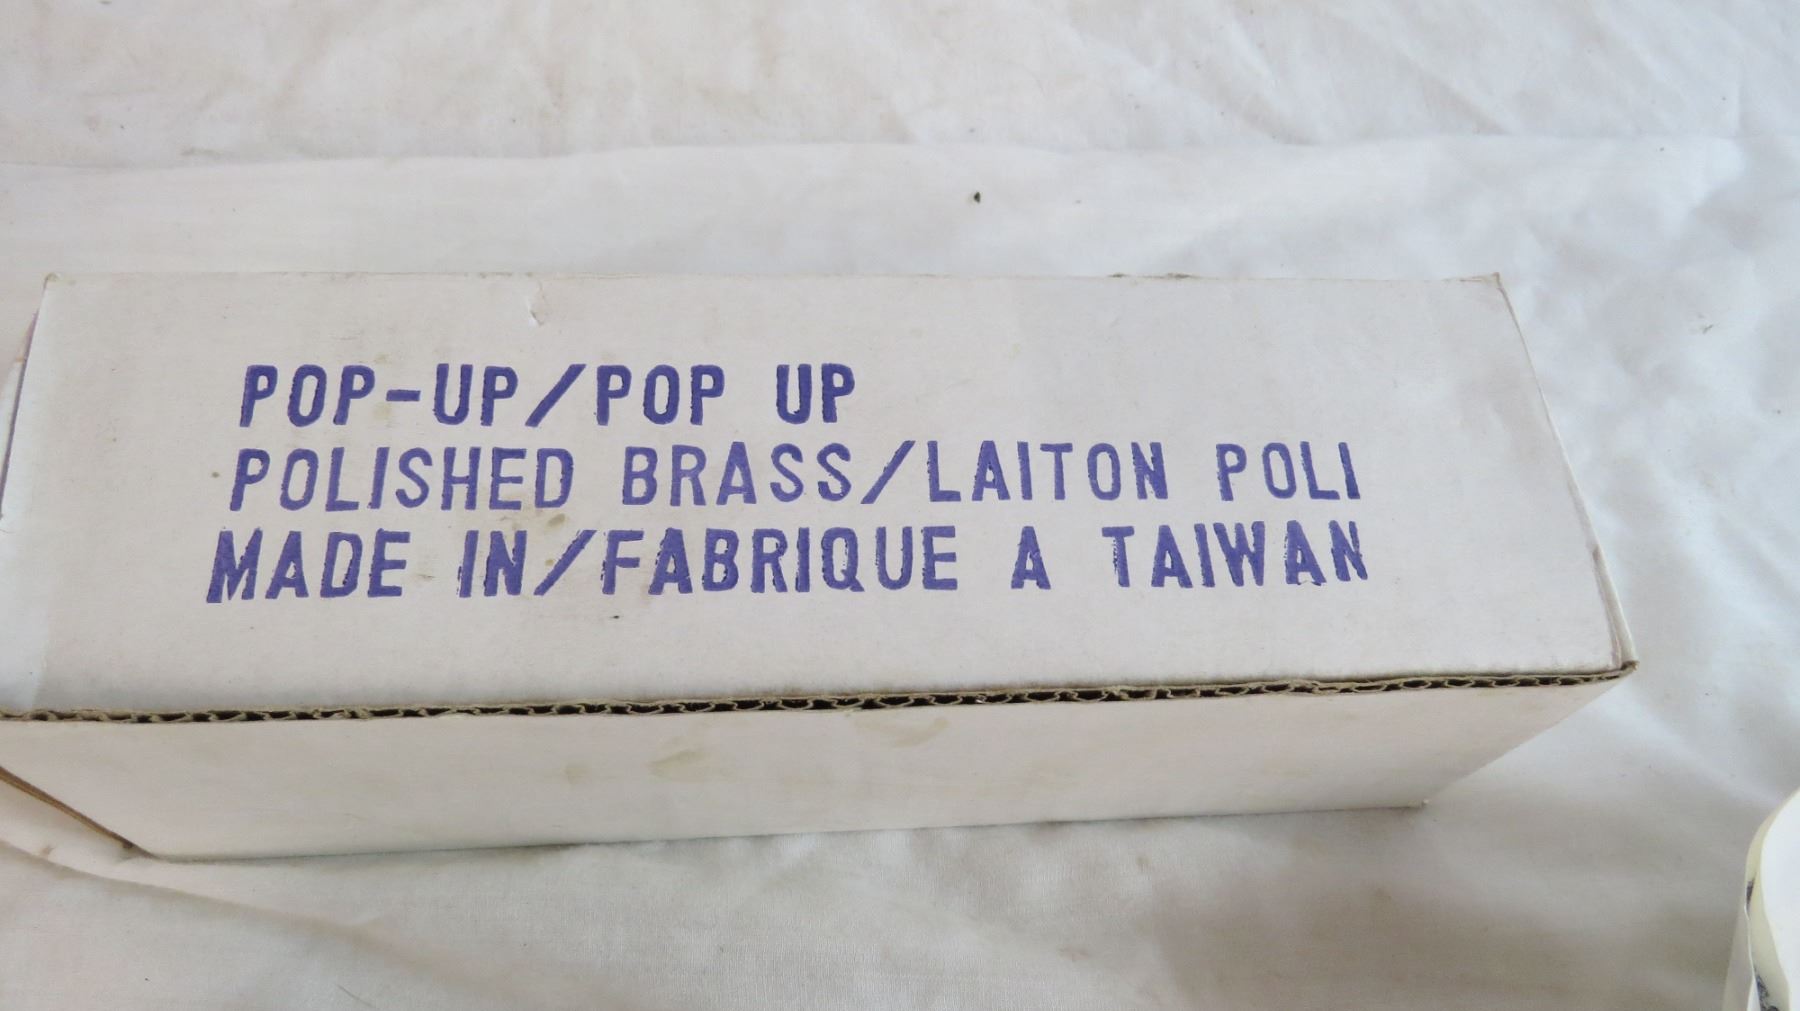 POP-UP/POP UP
POLISHED BRASS/LAITON POLI
MADE IN/FABRIQUE A TAIWAN